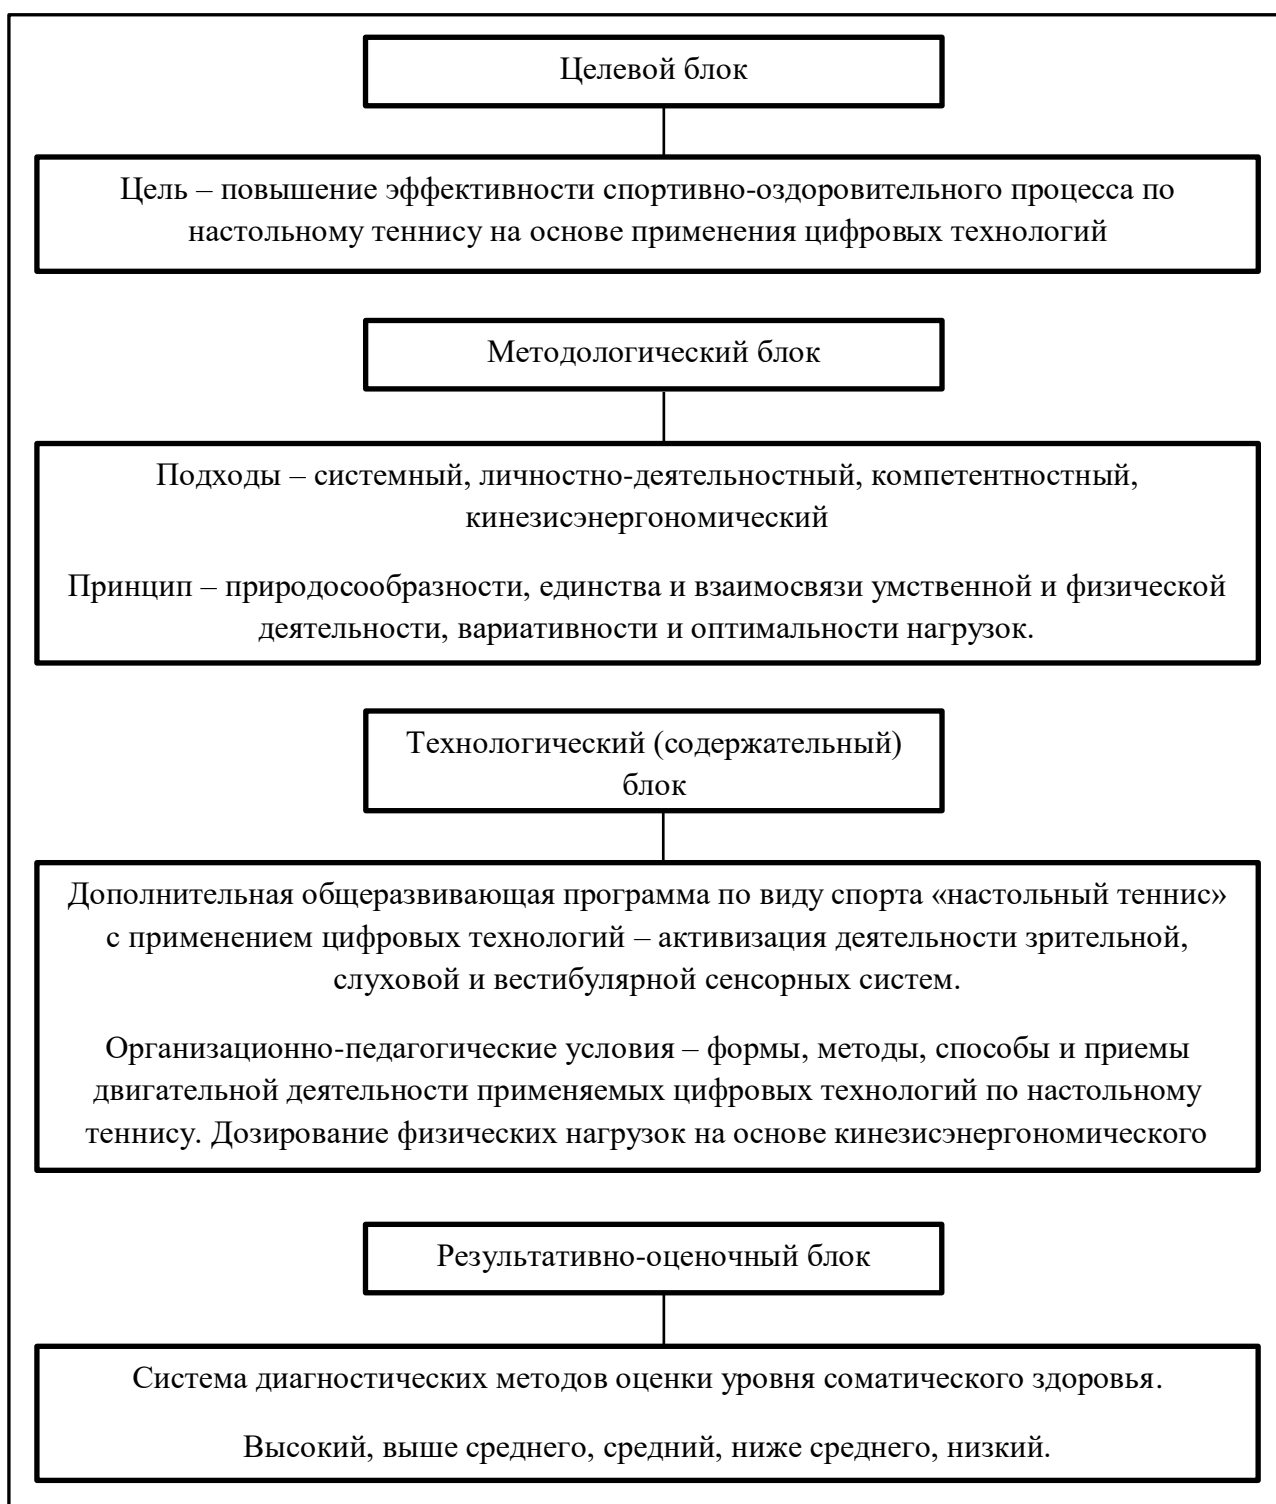 Целевой блок
Цель – повышение эффективности спортивно-оздоровительного процесса по
настольному теннису на основе применения цифровых технологий
Методологический блок
Подходы – системный, личностно-деятельностный, компетентностный,
кинезисэнергономический
Принцип – природосообразности, единства и взаимосвязи умственной и физической
деятельности, вариативности и оптимальности нагрузок.
Технологический (содержательный)
блок
Дополнительная общеразвивающая программа по виду спорта «настольный теннис»
с применением цифровых технологий – активизация деятельности зрительной,
слуховой и вестибулярной сенсорных систем.
Организационно-педагогические условия – формы, методы, способы и приемы
двигательной деятельности применяемых цифровых технологий по настольному
теннису. Дозирование физических нагрузок на основе кинезисэнергономического
Результативно-оценочный блок
Система диагностических методов оценки уровня соматического здоровья.
Высокий, выше среднего, средний, ниже среднего, низкий.